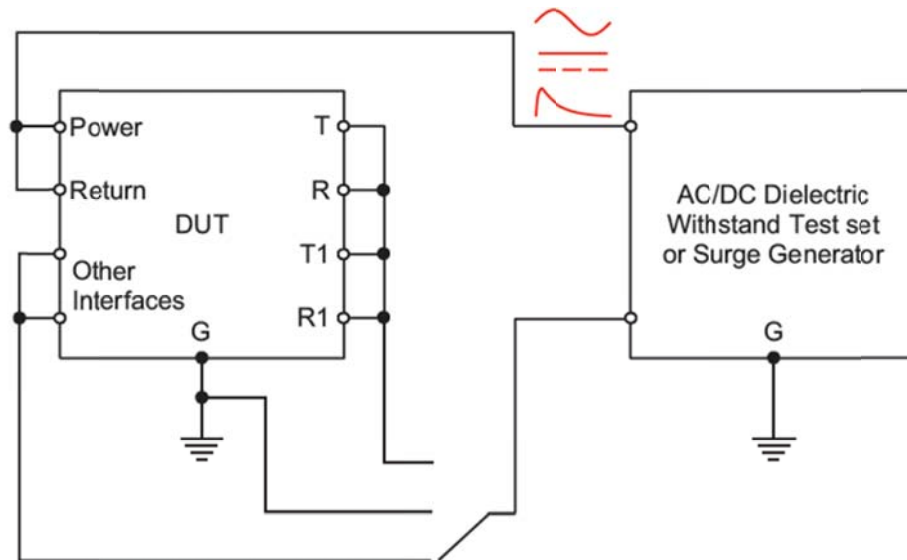 Power
Return
Other
Interfaces
DUT
G
T
R
T1
R1
AC/DC Dielectric
Withstand Test set
or Surge Generator
G